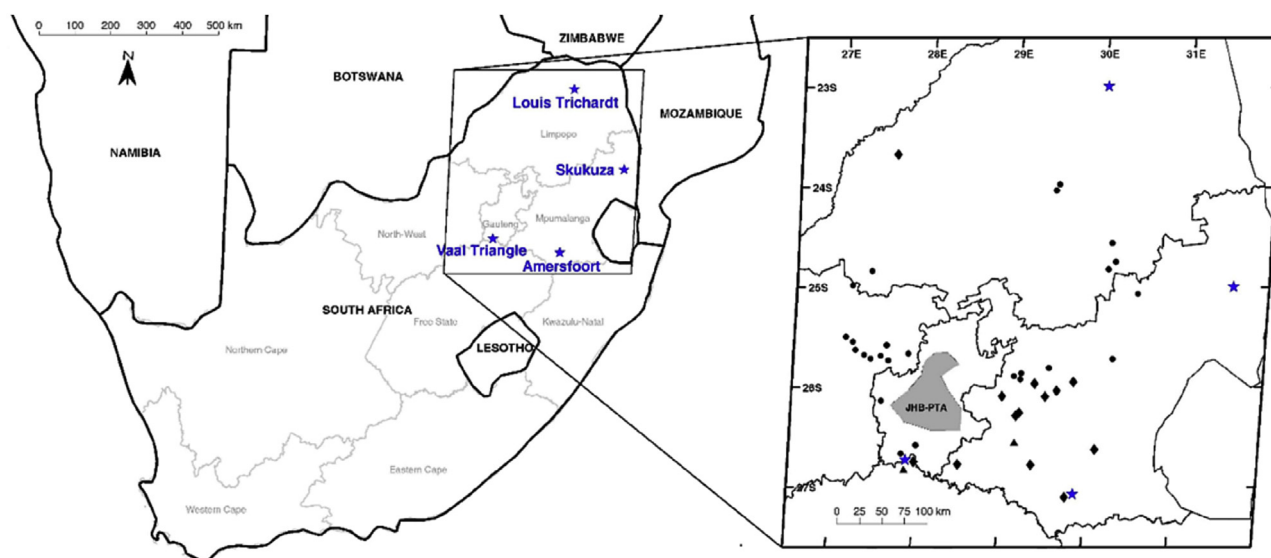 0 100 200 300 400 500 km
N
ZIMBABWE
BOTSWANA
Louis Trichardt
MOZAMBIQUE
Limpopo
NAMIBIA
Skukuza
Mpumalanga
Gauteng
North-West
Vaal Triangle
Amersfoort
SOUTH AFRICA
Free State
Kwazulu-Natal
LESOTHO
Northern Cape
Eastern Cape
Western Cape
27E 28E 29E 30E 31E
23S
24S
25S
26S
JHB-PTA
27S
0 25 50 75 100 km